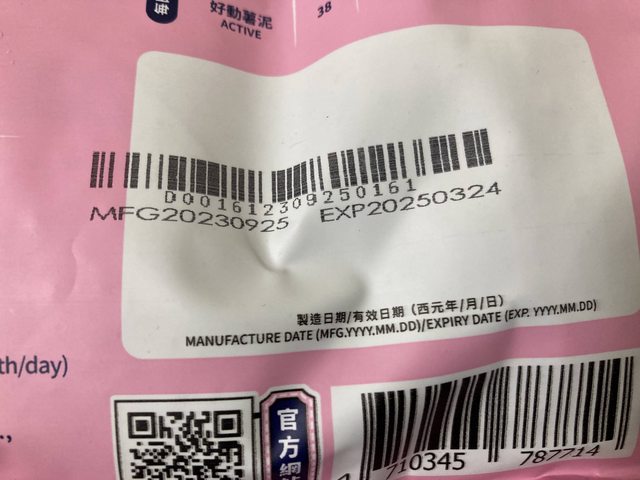 好動薯泥
ACTIVE
38
D001612309250161
MFG20230925 EXP20250324
製造日期/有效日期（西元年/月/日）
MANUFACTURE DATE (MFG.YYYY.MM.DD)/EXPIRY DATE (EXP. YYYY.MM.DD)
th/day)
官方網
710345 787714